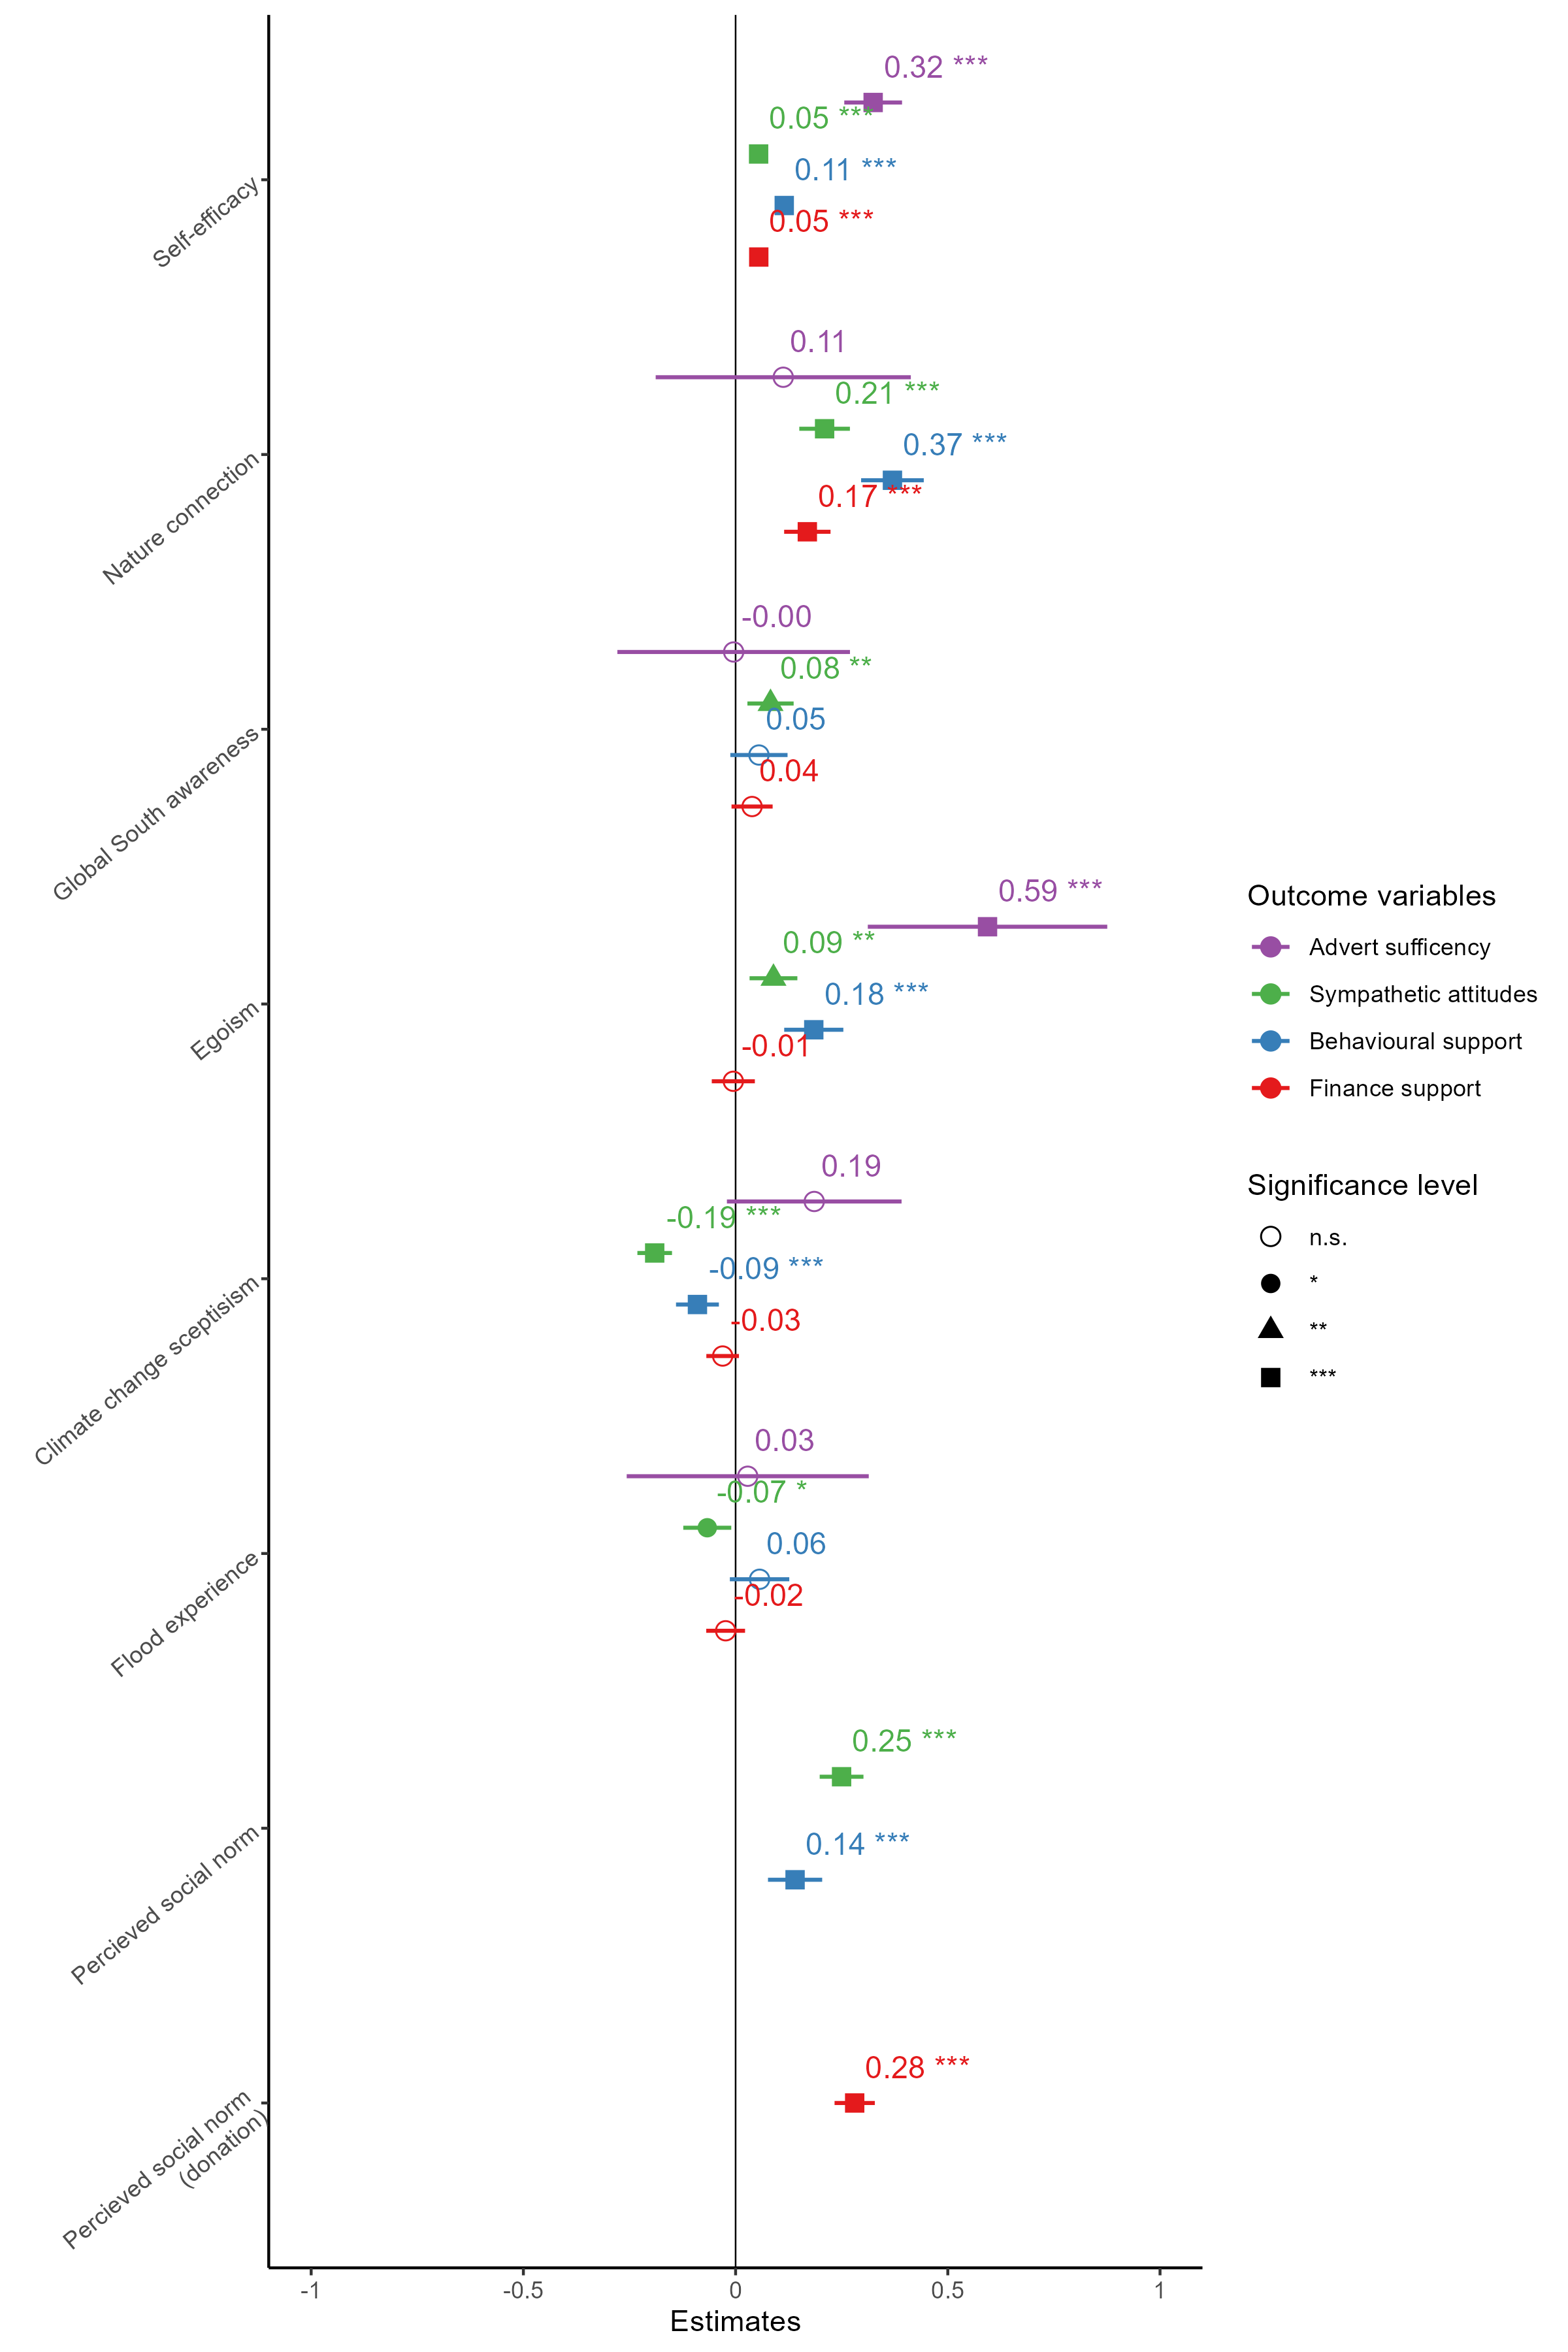 0.32 ***
0.05 ***
0.11 ***
0.05 ***
Self-efficacy
0.11
0.21 ***
0.37 ***
0.17 ***
Nature connection
-0.00
0.08 **
0.05
0.04
Global South awareness
0.59 ***
0.09 **
0.18 ***
-0.01
Egoism
0.19
-0.19 ***
-0.09 ***
-0.03
Climate change sceptisism
0.03
-0.07 *
0.06
-0.02
Flood experience
0.25 ***
0.14 ***
Percieved social norm
0.28 ***
Percieved social norm
(donation)
-1
-0.5
0
0.5
1
Estimates
Outcome variables
Advert sufficency
Sympathetic attitudes
Behavioural support
Finance support
Significance level
n.s.
*
**
***